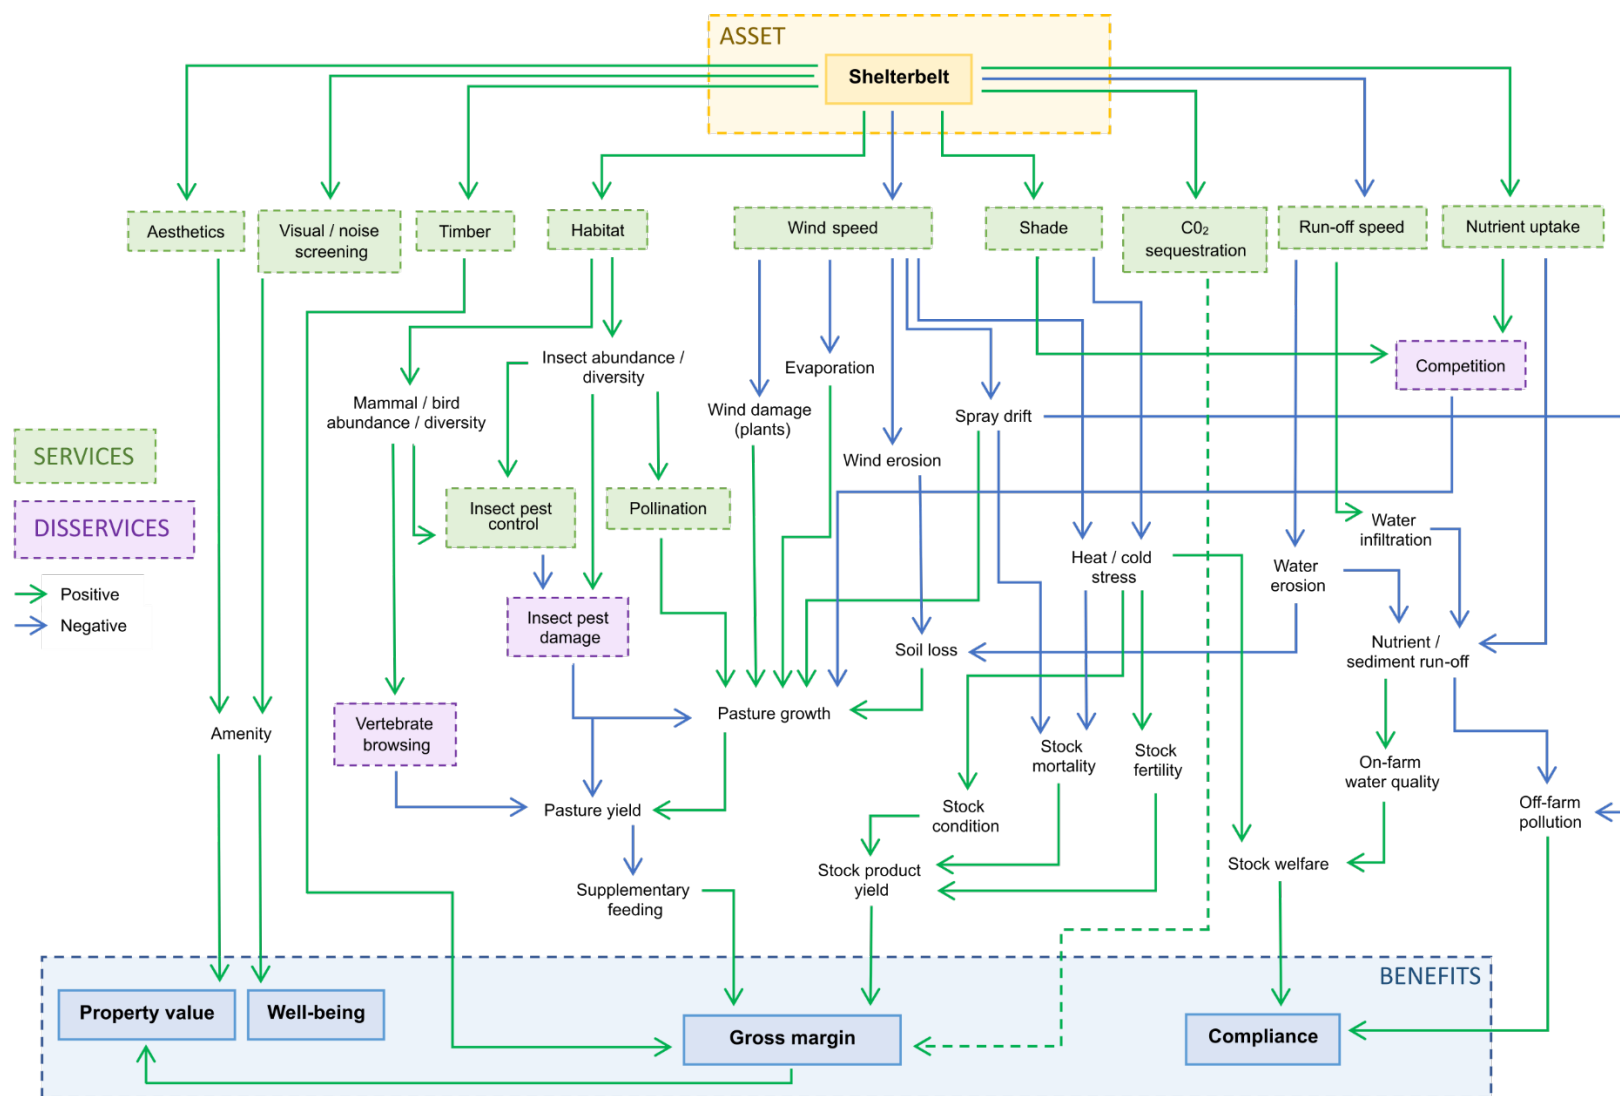 ASSET
Shelterbelt
Aesthetics
Visual / noise
screening
Timber
Habitat
Wind speed
Shade
C0₂
sequestration
Run-off speed
Nutrient uptake
Insect abundance /
diversity
Evaporation
Competition
Mammal / bird
abundance / diversity
Wind damage
(plants)
Spray drift
SERVICES
Wind erosion
Insect pest
control
Pollination
DISSERVICES
Water
infiltration
Heat / cold
stress
Water
erosion
Positive
Negative
Insect pest
damage
Soil loss
Nutrient /
sediment run-off
Vertebrate
browsing
Pasture growth
Amenity
Stock
mortality
Stock
fertility
On-farm
water quality
Pasture yield
Stock
condition
Off-farm
pollution
Stock product
yield
Stock welfare
Supplementary
feeding
BENEFITS
Property value
Well-being
Gross margin
Compliance